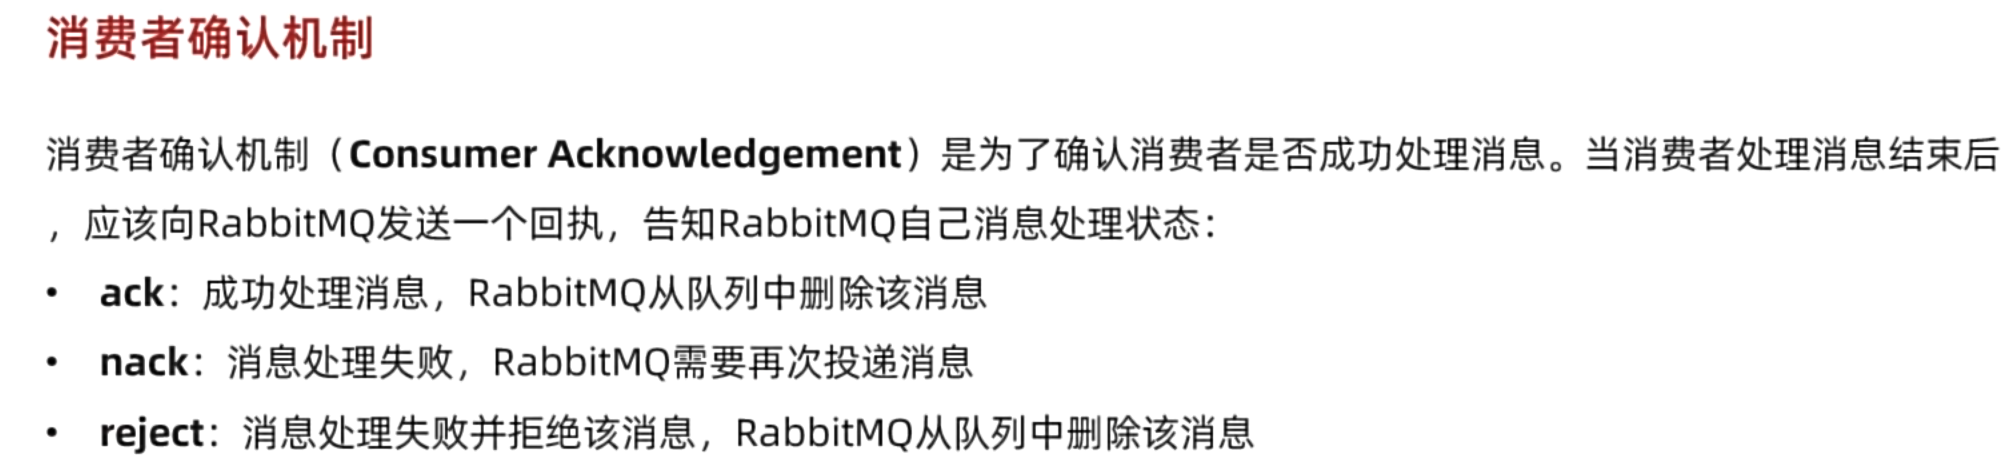 消费者确认机制
消费者确认机制（Consumer Acknowledgement）是为了确认消费者是否成功处理消息。当消费者处理消息结束后
，应该向RabbitMQ发送一个回执，告知RabbitMQ自己消息处理状态：
• ack：成功处理消息，RabbitMQ从队列中删除该消息
• nack：消息处理失败，RabbitMQ需要再次投递消息
• reject：消息处理失败并拒绝该消息，RabbitMQ从队列中删除该消息